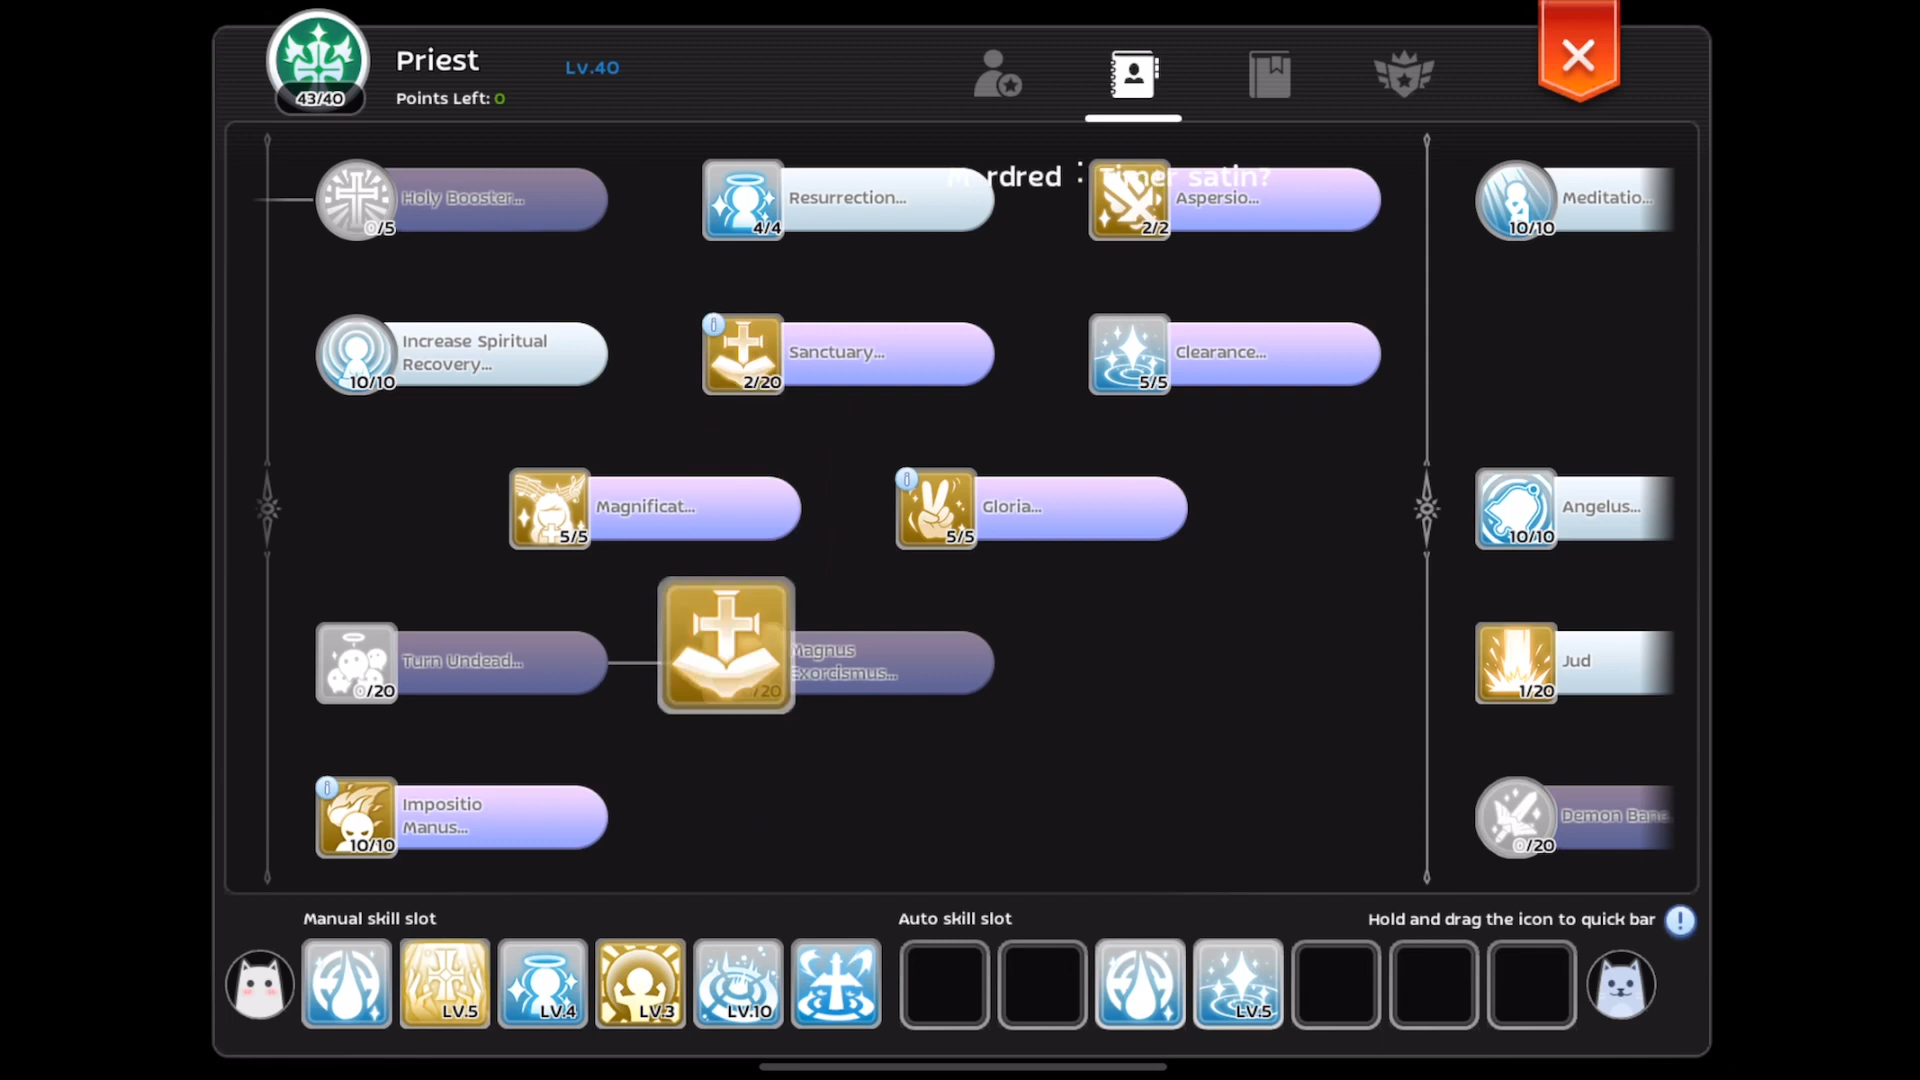 Priest
Lv.40
43/40
Points Left: 0
Mordred : Timer satin?
Holy Booster...
0/5
Resurrection...
4/4
Aspersio...
2/2
Meditatio...
10/10
Increase Spiritual
Recovery...
10/10
Sanctuary...
2/20
Clearance...
5/5
Magnificat...
5/5
Gloria...
5/5
Angelus...
10/10
Turn Undead...
0/20
Magnus
Exorcismus...
/20
Jud
1/20
Impositio
Manus...
10/10
Demon Bane
0/20
Manual skill slot
Auto skill slot
Hold and drag the icon to quick bar
LV.5
LV.4
LV.3
LV.10
LV.5